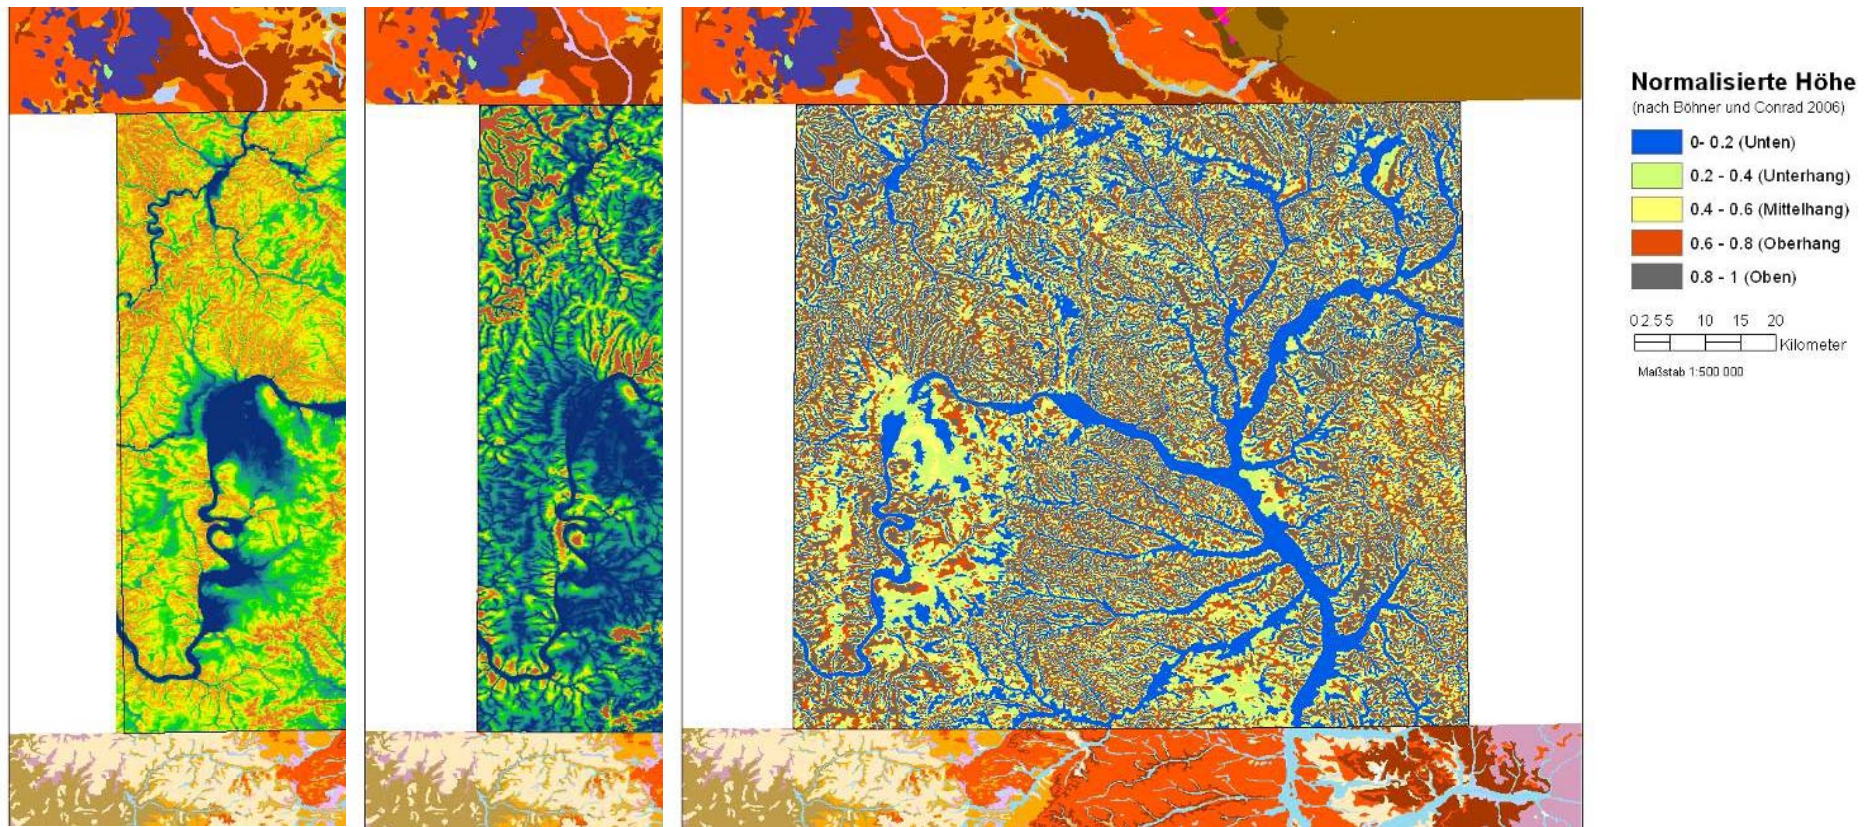 Normalisierte Höhe
(nach Böhner und Conrad 2006)
0- 0.2 (Unten)
0.2 - 0.4 (Unterhang)
0.4 - 0.6 (Mittelhang)
0.6 - 0.8 (Oberhang
0.8 - 1 (Oben)
0 2.5 5 10 15 20
Kilometer
Maßstab 1:500 000